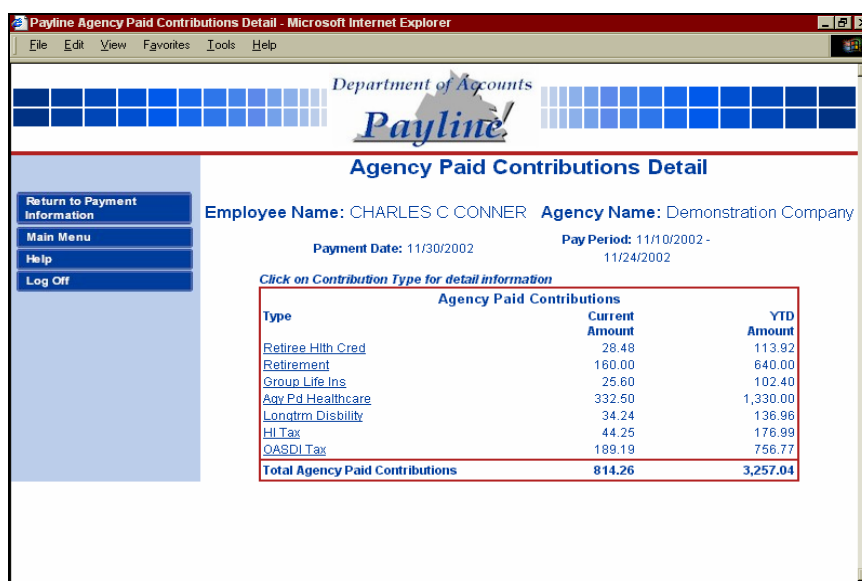 Payline Agency Paid Contributions Detail - Microsoft Internet Explorer
File Edit View Favorites Tools Help
Department of Accounts
Payline
Agency Paid Contributions Detail
Return to Payment
Information
Main Menu
Help
Log Off
Employee Name: CHARLES C CONNER Agency Name: Demonstration Company
Payment Date: 11/30/2002 Pay Period: 11/10/2002 -
11/24/2002
Click on Contribution Type for detail information
Agency Paid Contributions
Type Current YTD
Amount Amount
Retiree Hlth Cred 28.48 113.92
Retirement 160.00 640.00
Group Life Ins 25.60 102.40
Agy Pd Healthcare 332.50 1,330.00
Longtrm Disbility 34.24 136.96
HI Tax 44.25 176.99
OASDI Tax 189.19 756.77
Total Agency Paid Contributions 814.26 3,257.04